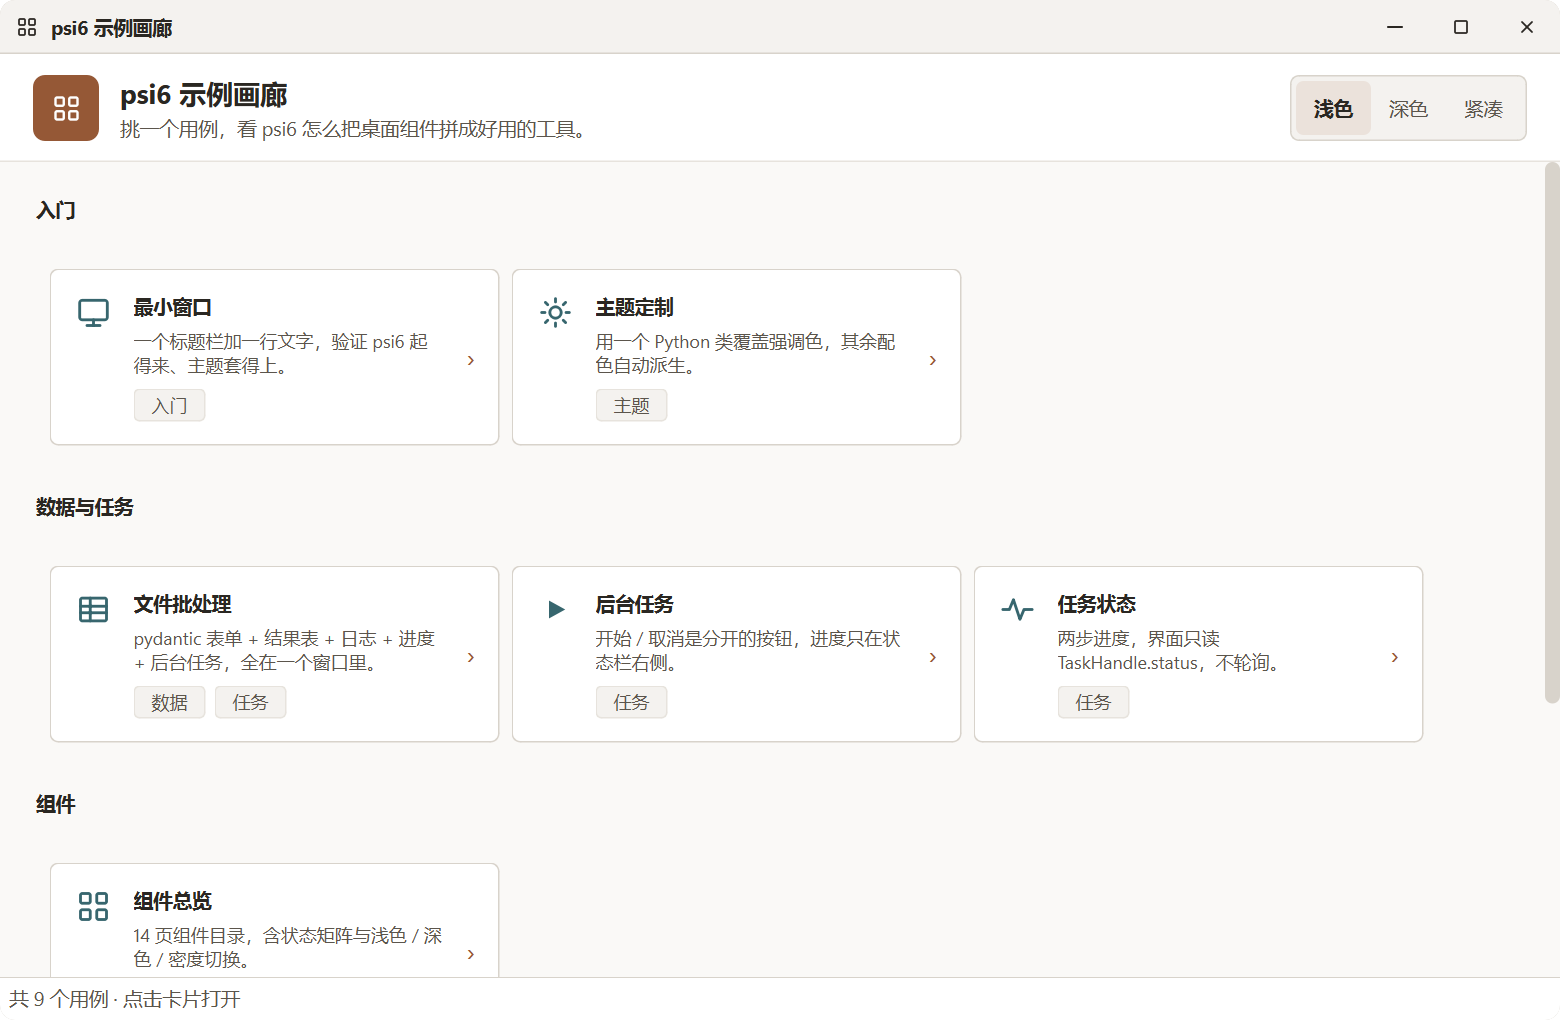 psi6 示例画廊
psi6 示例画廊
挑一个用例，看 psi6 怎么把桌面组件拼成好用的工具。
浅色 深色 紧凑
入门
最小窗口
一个标题栏加一行文字，验证 psi6 起
得来、主题套得上。
入门
主题定制
用一个 Python 类覆盖强调色，其余配
色自动派生。
主题
数据与任务
文件批处理
pydantic 表单 + 结果表 + 日志 + 进度
+ 后台任务，全在一个窗口里。
数据 任务
后台任务
开始 / 取消是分开的按钮，进度只在状
态栏右侧。
任务
任务状态
两步进度，界面只读
TaskHandle.status，不轮询。
任务
组件
组件总览
14 页组件目录，含状态矩阵与浅色 / 深
色 / 密度切换。
共 9 个用例 · 点击卡片打开